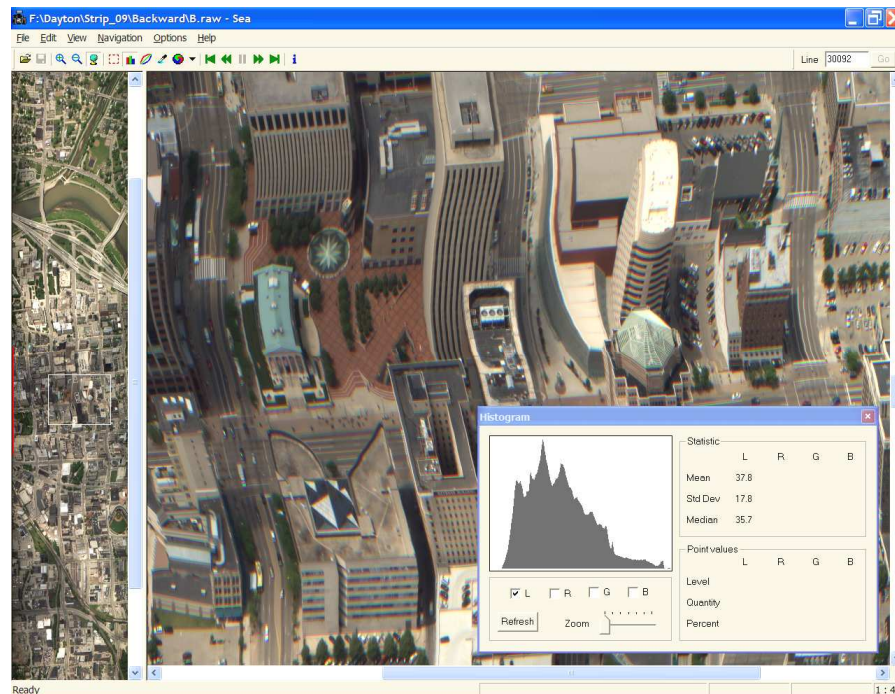 F:\Dayton\Strip_09\Backward\B.raw - Sea
File Edit View Navigation Options Help
Line 30092 Go
Histogram
Statistic
L R G B
Mean 37.8
Std Dev 17.8
Median 35.7
Point values
L R G B
Level
Quantity
Percent
L R G B
Refresh Zoom
Ready
1:4